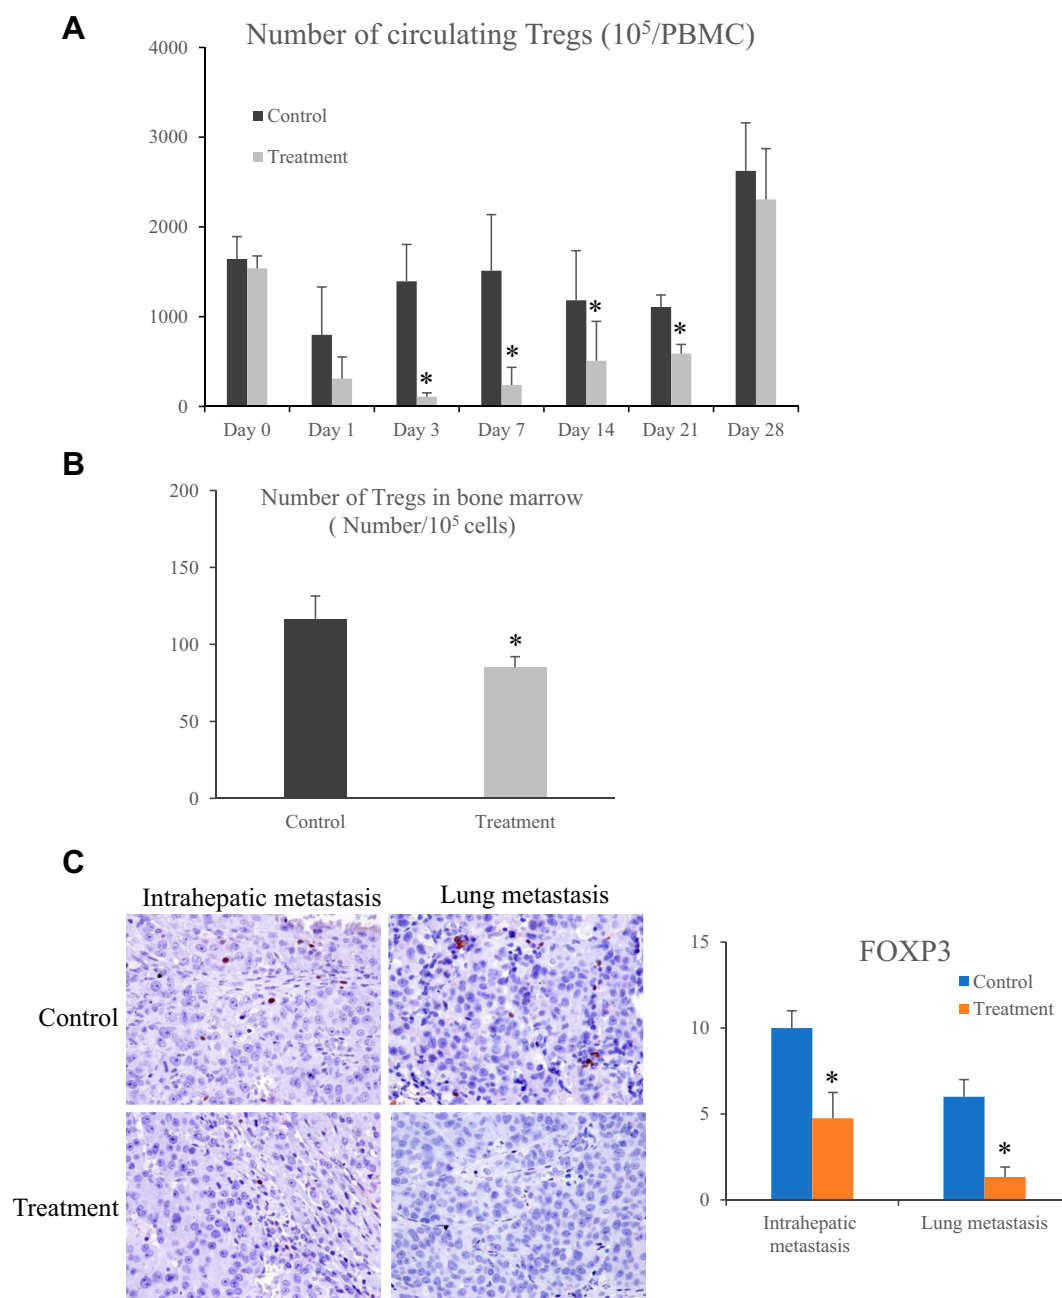 A
Number of circulating Tregs (10⁵/PBMC)
4000
3000
2000
1000
0
Control
Treatment
*
*
*
*
Day 0 Day 1 Day 3 Day 7 Day 14 Day 21 Day 28
B
Number of Tregs in bone marrow
( Number/10⁵ cells)
200
150
100
50
0
*
Control Treatment
C
Intrahepatic metastasis Lung metastasis
Control
Treatment
FOXP3
15
10
5
0
Control
Treatment
*
*
Intrahepatic
metastasis
Lung metastasis